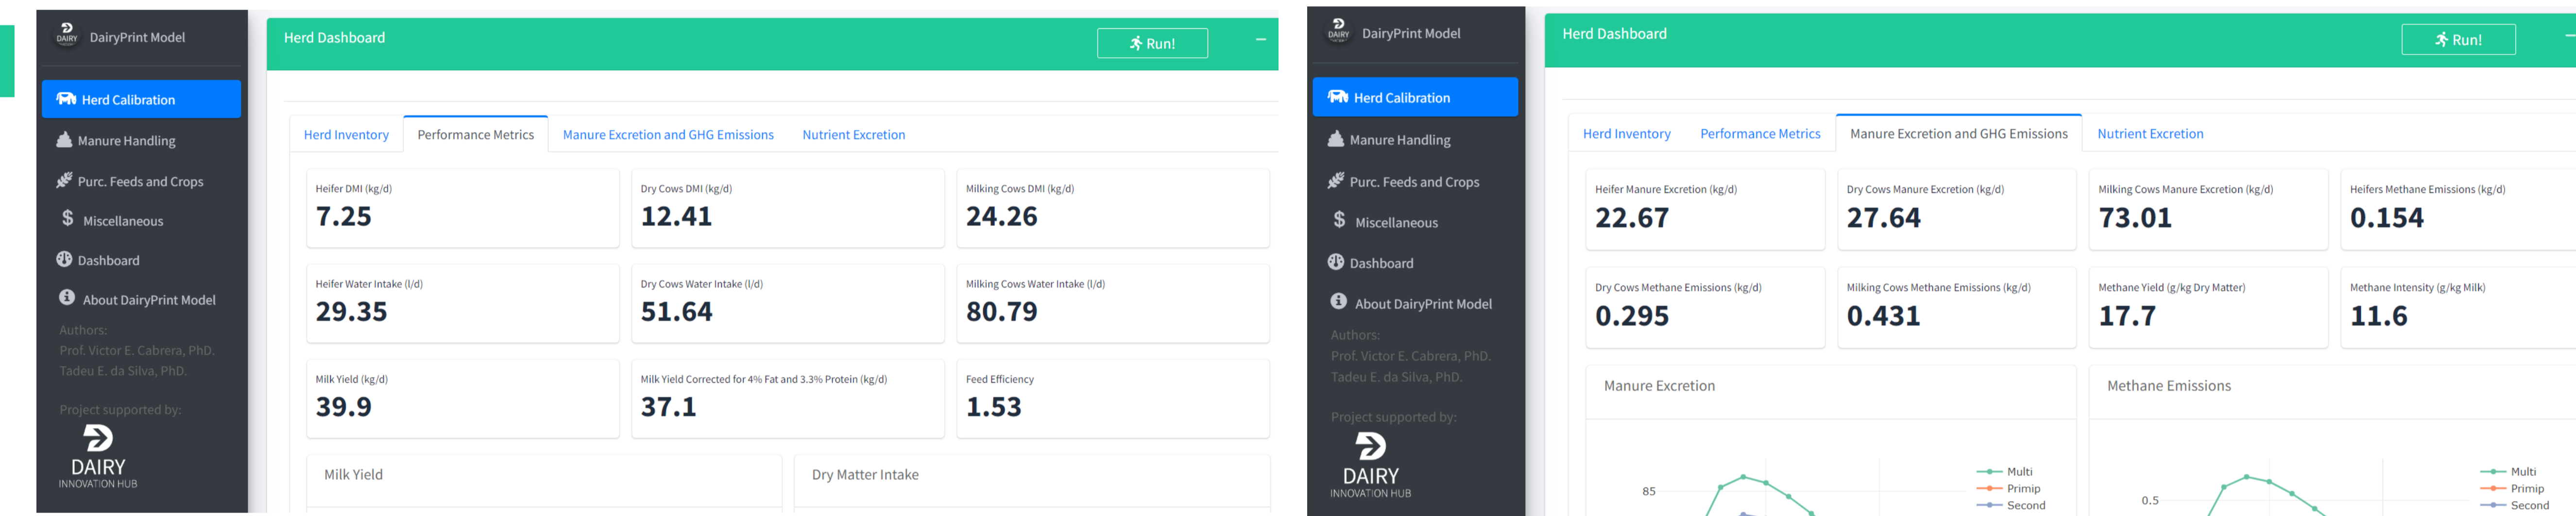 DAIRY
DairyPrint Model
Herd Calibration
Manure Handling
Purc. Feeds and Crops
Miscellaneous
Dashboard
About DairyPrint Model
Authors:
Prof. Victor E. Cabrera, PhD.
Tadeu E. da Silva, PhD.
Project supported by:
DAIRY
INNOVATION HUB
Herd Dashboard
Run!
Herd Inventory
Performance Metrics
Manure Excretion and GHG Emissions
Nutrient Excretion
Heifer DMI (kg/d)
7.25
Dry Cows DMI (kg/d)
12.41
Milking Cows DMI (kg/d)
24.26
Heifer Water Intake (l/d)
29.35
Dry Cows Water Intake (l/d)
51.64
Milking Cows Water Intake (l/d)
80.79
Milk Yield (kg/d)
39.9
Milk Yield Corrected for 4% Fat and 3.3% Protein (kg/d)
37.1
Feed Efficiency
1.53
Milk Yield
Dry Matter Intake
DAIRY
DairyPrint Model
Herd Calibration
Manure Handling
Purc. Feeds and Crops
Miscellaneous
Dashboard
About DairyPrint Model
Authors:
Prof. Victor E. Cabrera, PhD.
Tadeu E. da Silva, PhD.
Project supported by:
DAIRY
INNOVATION HUB
Herd Dashboard
Run!
Herd Inventory
Performance Metrics
Manure Excretion and GHG Emissions
Nutrient Excretion
Heifer Manure Excretion (kg/d)
22.67
Dry Cows Manure Excretion (kg/d)
27.64
Milking Cows Manure Excretion (kg/d)
73.01
Heifers Methane Emissions (kg/d)
0.154
Dry Cows Methane Emissions (kg/d)
0.295
Milking Cows Methane Emissions (kg/d)
0.431
Methane Yield (g/kg Dry Matter)
17.7
Methane Intensity (g/kg Milk)
11.6
Manure Excretion
85
Multi
Primip
Second
Methane Emissions
0.5
Multi
Primip
Second